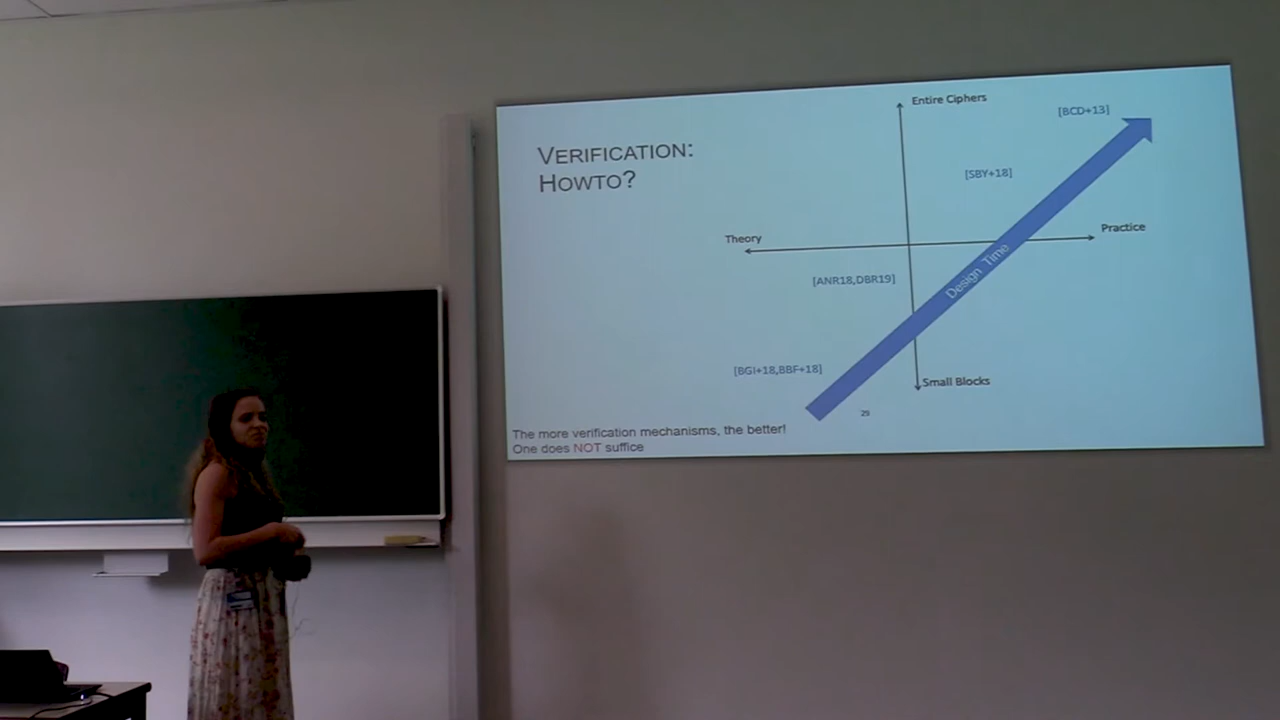 VERIFICATION:
HOWTO?
Entire Ciphers
[BCD+13]
[SBY+18]
Theory
Practice
[ANR18,DBR19]
Design Time
[BGI+18,BBF+18]
Small Blocks
25
The more verification mechanisms, the better!
One does NOT suffice